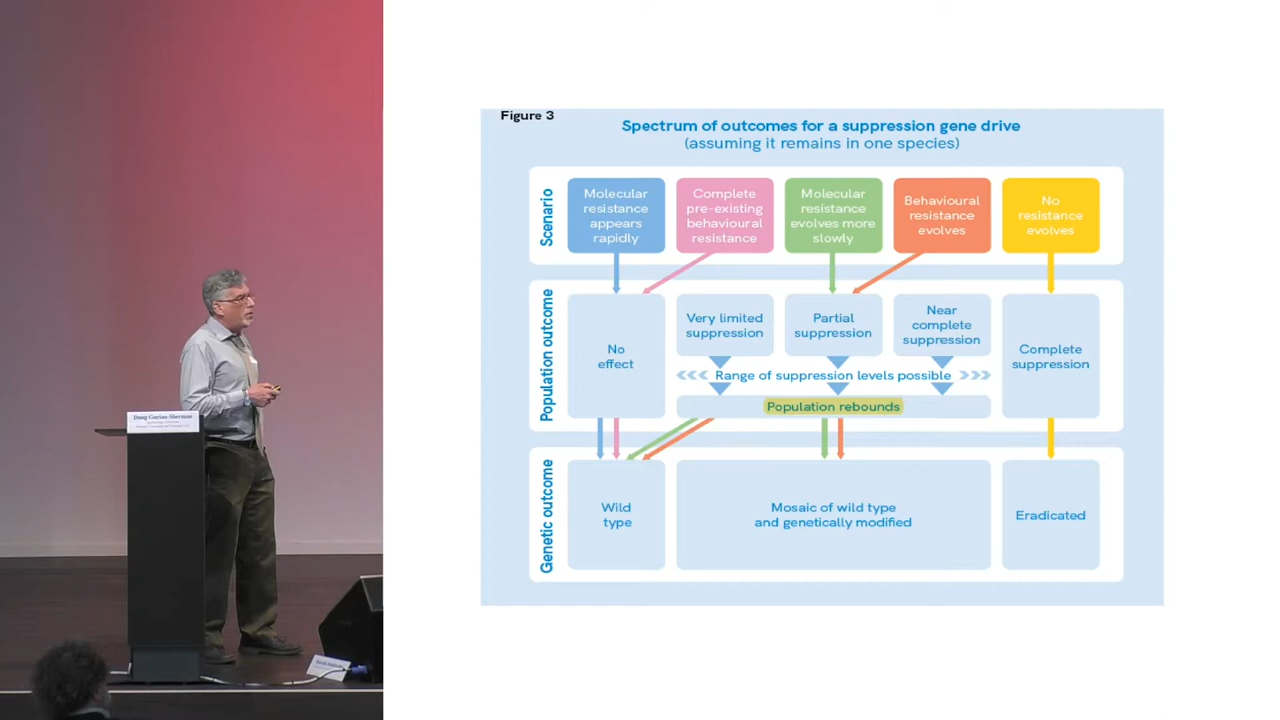 Figure 3
Spectrum of outcomes for a suppression gene drive
(assuming it remains in one species)
Scenario
Molecular
resistance
appears
rapidly
Complete
pre-existing
behavioural
resistance
Molecular
resistance
evolves more
slowly
Behavioural
resistance
evolves
No
resistance
evolves
Population outcome
No
effect
Very limited
suppression
Partial
suppression
Near
complete
suppression
Complete
suppression
Range of suppression levels possible
Population rebounds
Genetic outcome
Wild
type
Mosaic of wild type
and genetically modified
Eradicated
Doug Gurian-Sherman